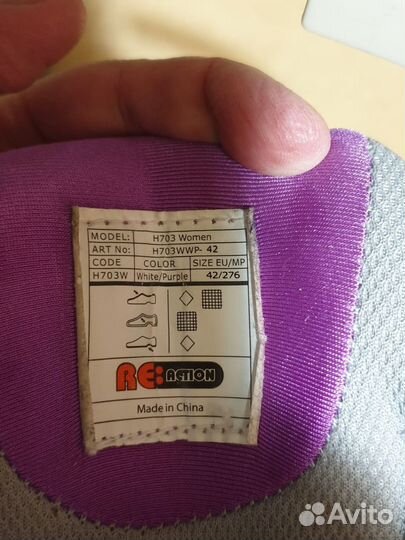 MODEL: H703 Women
ART No: H703WWP- 42
CODE COLOR SIZE EU/MP
H703W White/Purple 42/276
RE:ACTION
Made in China
Avito